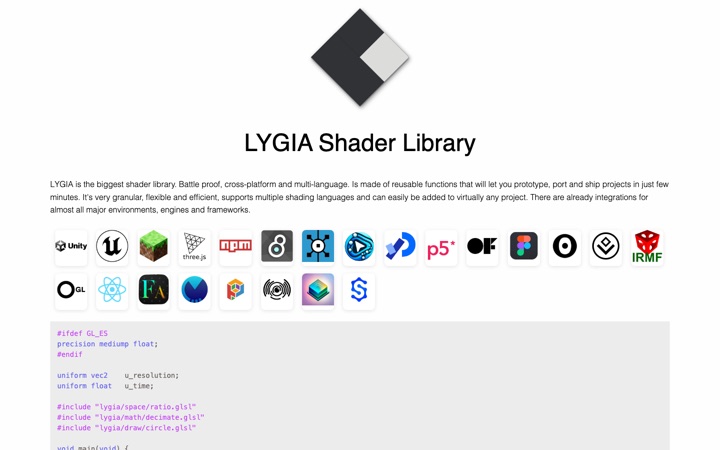 LYGIA Shader Library
LYGIA is the biggest shader library. Battle proof, cross-platform and multi-language. Is made of reusable functions that will let you prototype, port and ship projects in just few
minutes. It's very granular, flexible and efficient, supports multiple shading languages and can easily be added to virtually any project. There are already integrations for
almost all major environments, engines and frameworks.
Unity three.js npm p5* OF IRMF
GL FA
#ifdef GL_ES
precision mediump float;
#endif
uniform vec2    u_resolution;
uniform float   u_time;
#include "lygia/space/ratio.glsl"
#include "lygia/math/decimate.glsl"
#include "lygia/draw/circle.glsl"
void main(void) {